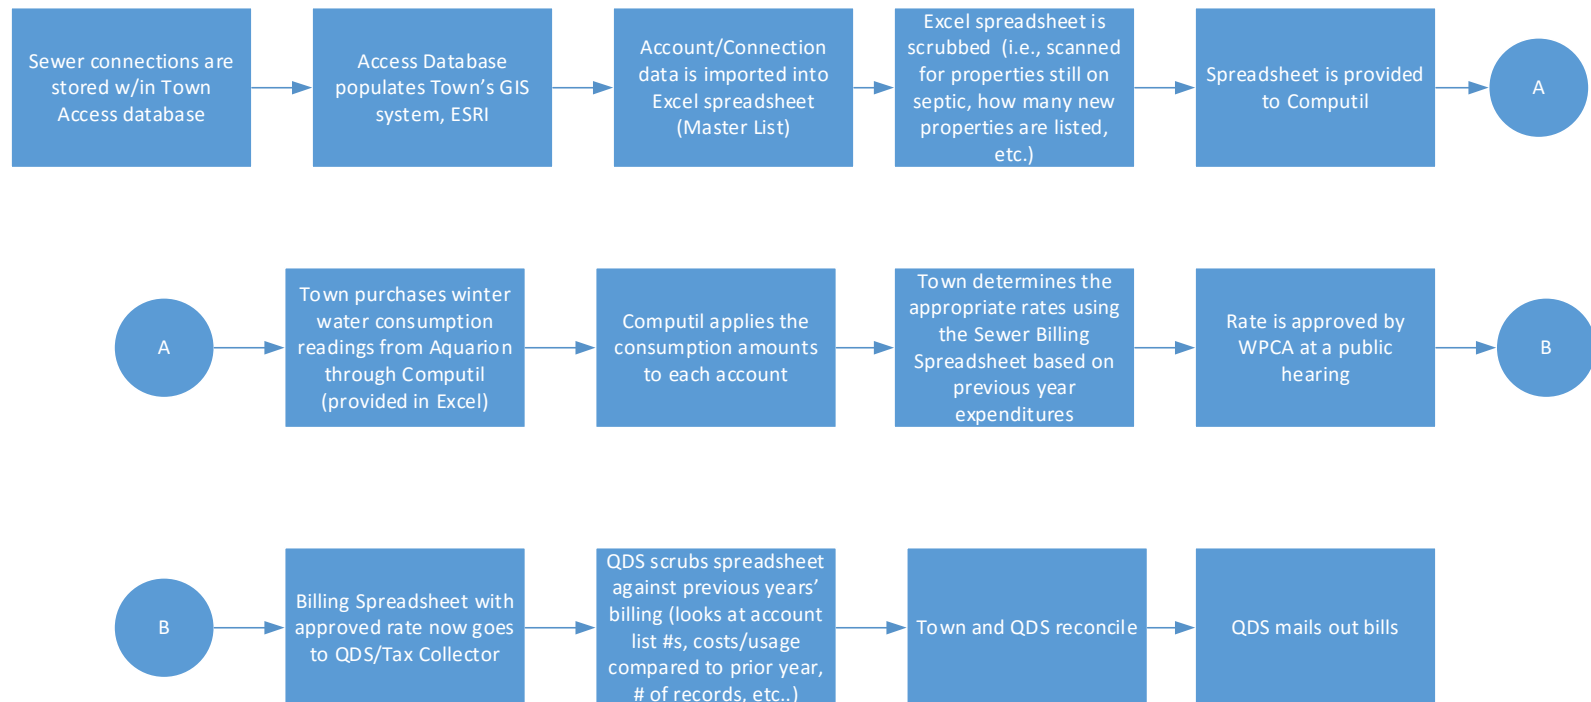 Sewer connections are
stored w/in Town
Access database
Access Database
populates Town's GIS
system, ESRI
Account/Connection
data is imported into
Excel spreadsheet
(Master List)
Excel spreadsheet is
scrubbed (i.e., scanned
for properties still on
septic, how many new
properties are listed,
etc.)
Spreadsheet is provided
to Computil
A
A
Town purchases winter
water consumption
readings from Aquarion
through Computil
(provided in Excel)
Computil applies the
consumption amounts
to each account
Town determines the
appropriate rates using
the Sewer Billing
Spreadsheet based on
previous year
expenditures
Rate is approved by
WPCA at a public
hearing
B
B
Billing Spreadsheet with
approved rate now goes
to QDS/Tax Collector
QDS scrubs spreadsheet
against previous years'
billing (looks at account
list #s, costs/usage
compared to prior year,
# of records, etc..)
Town and QDS reconcile
QDS mails out bills